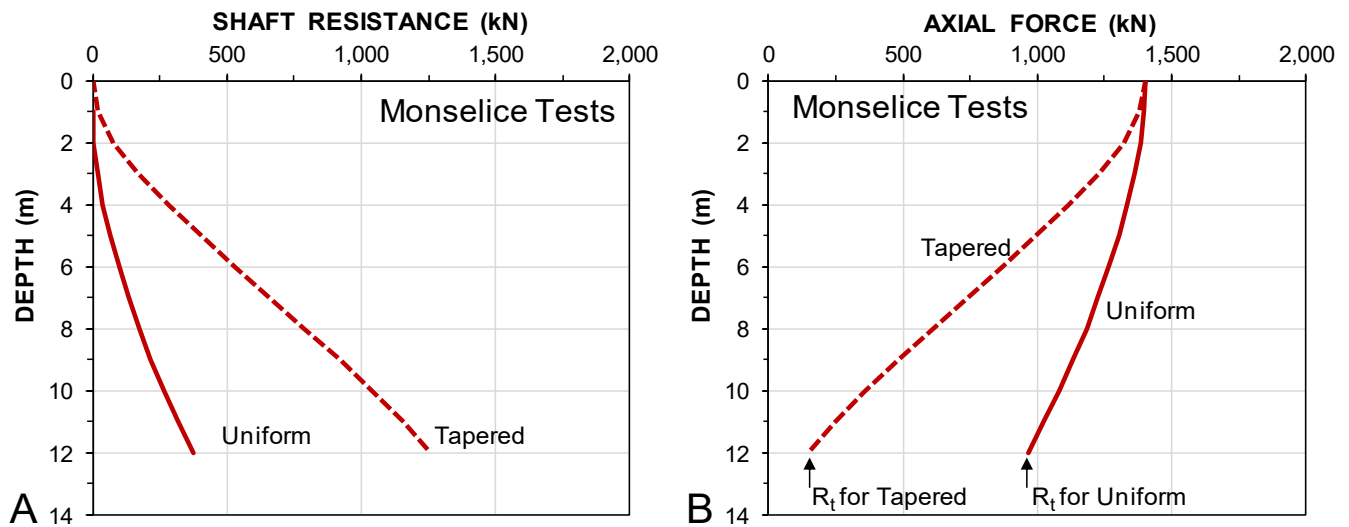 SHAFT RESISTANCE (kN)
0 500 1,000 1,500 2,000
DEPTH (m)
0
2
4
6
8
10
12
14
Monselice Tests
Uniform
Tapered
A
AXIAL FORCE (kN)
0 500 1,000 1,500 2,000
DEPTH (m)
0
2
4
6
8
10
12
14
Monselice Tests
Tapered
Uniform
Rt for Tapered
Rt for Uniform
B